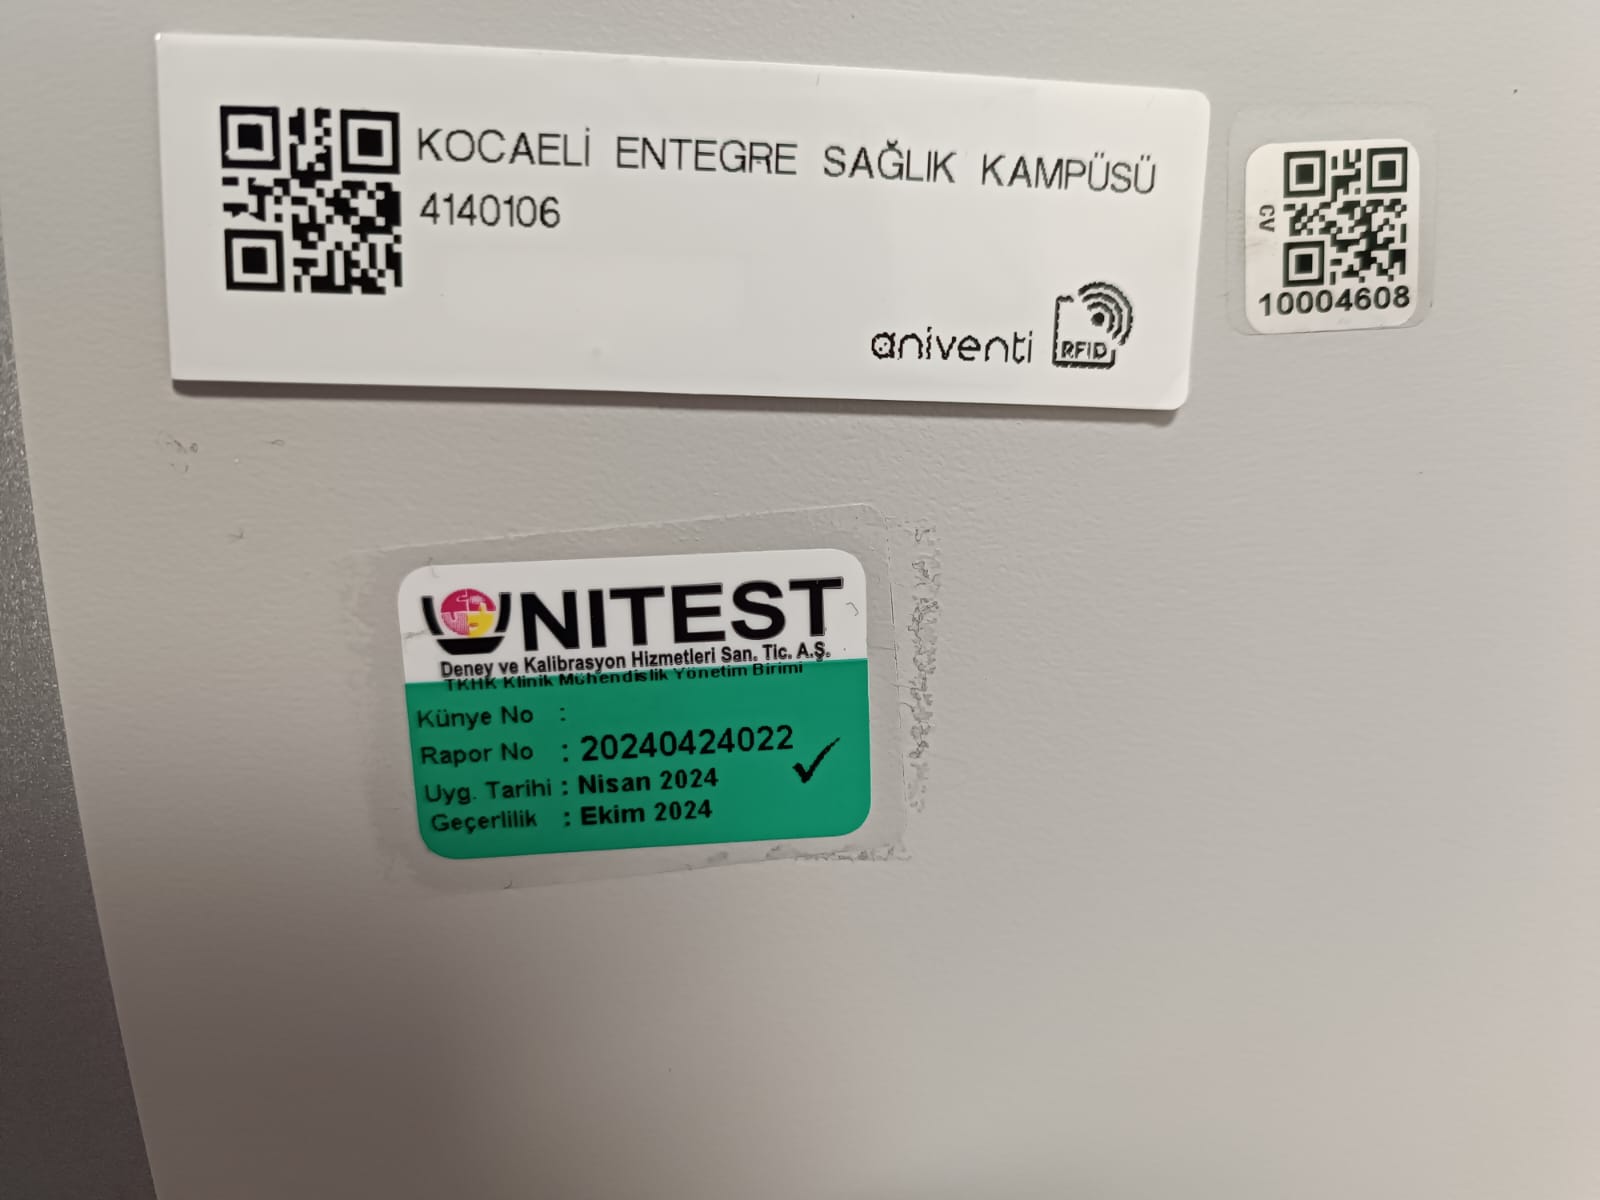 KOCAELİ ENTEGRE SAĞLIK KAMPÜSÜ
4140106
aniventi
RFID
CV
10004608
UNITEST
Deney ve Kalibrasyon Hizmetleri San. Tic. A.Ş.
TKHK Klinik Mühendislik Yönetim Birimi
Künye No :
Rapor No : 20240424022
Uyg. Tarihi : Nisan 2024
Geçerlilik : Ekim 2024